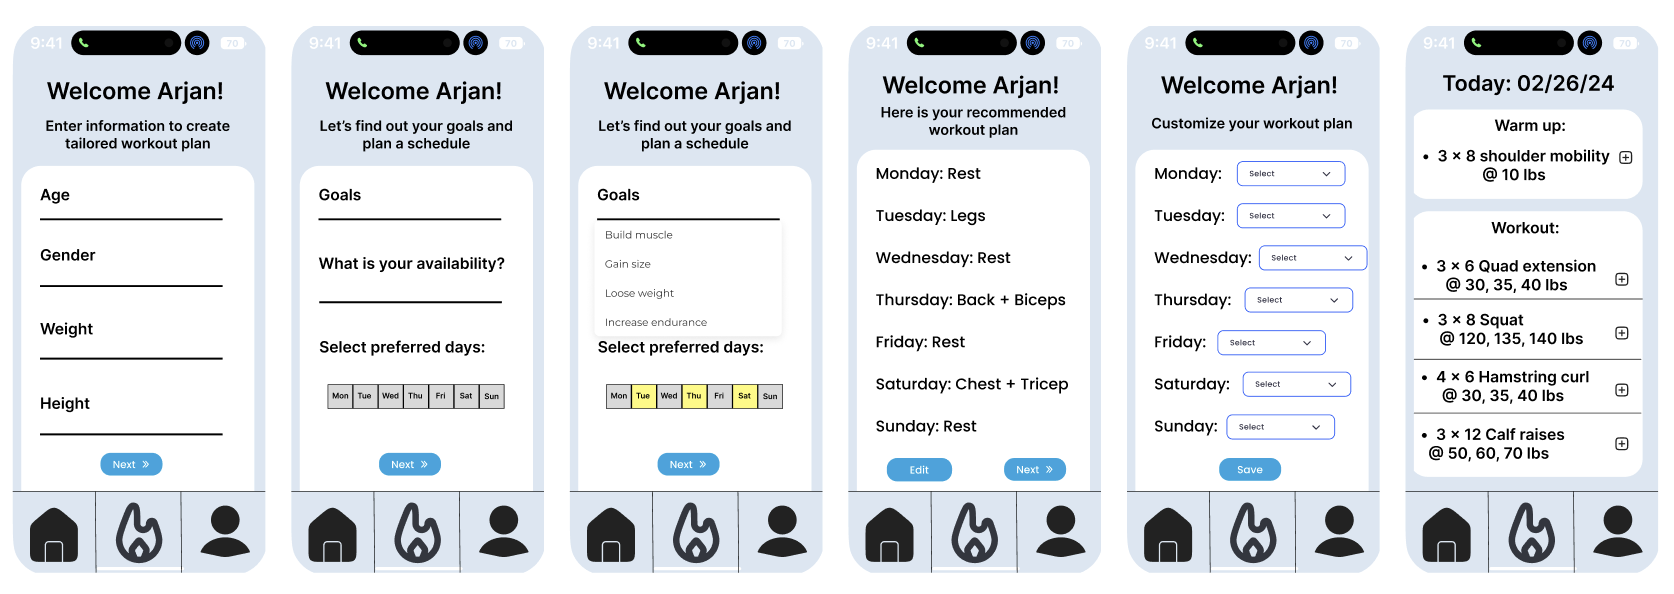 9:41
70
Welcome Arjan!
Enter information to create
tailored workout plan
Age
Gender
Weight
Height
Next
9:41
70
Welcome Arjan!
Let's find out your goals and
plan a schedule
Goals
What is your availability?
Select preferred days:
Mon Tue Wed Thu Fri Sat Sun
Next
9:41
70
Welcome Arjan!
Let's find out your goals and
plan a schedule
Goals
Build muscle
Gain size
Loose weight
Increase endurance
Select preferred days:
Mon Tue Wed Thu Fri Sat Sun
Next
9:41
70
Welcome Arjan!
Here is your recommended
workout plan
Monday: Rest
Tuesday: Legs
Wednesday: Rest
Thursday: Back + Biceps
Friday: Rest
Saturday: Chest + Tricep
Sunday: Rest
Edit
Next
9:41
70
Welcome Arjan!
Customize your workout plan
Monday: Select
Tuesday: Select
Wednesday: Select
Thursday: Select
Friday: Select
Saturday: Select
Sunday: Select
Save
9:41
70
Today: 02/26/24
Warm up:
• 3 x 8 shoulder mobility
@ 10 lbs
Workout:
• 3 x 6 Quad extension
@ 30, 35, 40 lbs
• 3 x 8 Squat
@ 120, 135, 140 lbs
• 4 x 6 Hamstring curl
@ 30, 35, 40 lbs
• 3 x 12 Calf raises
@ 50, 60, 70 lbs